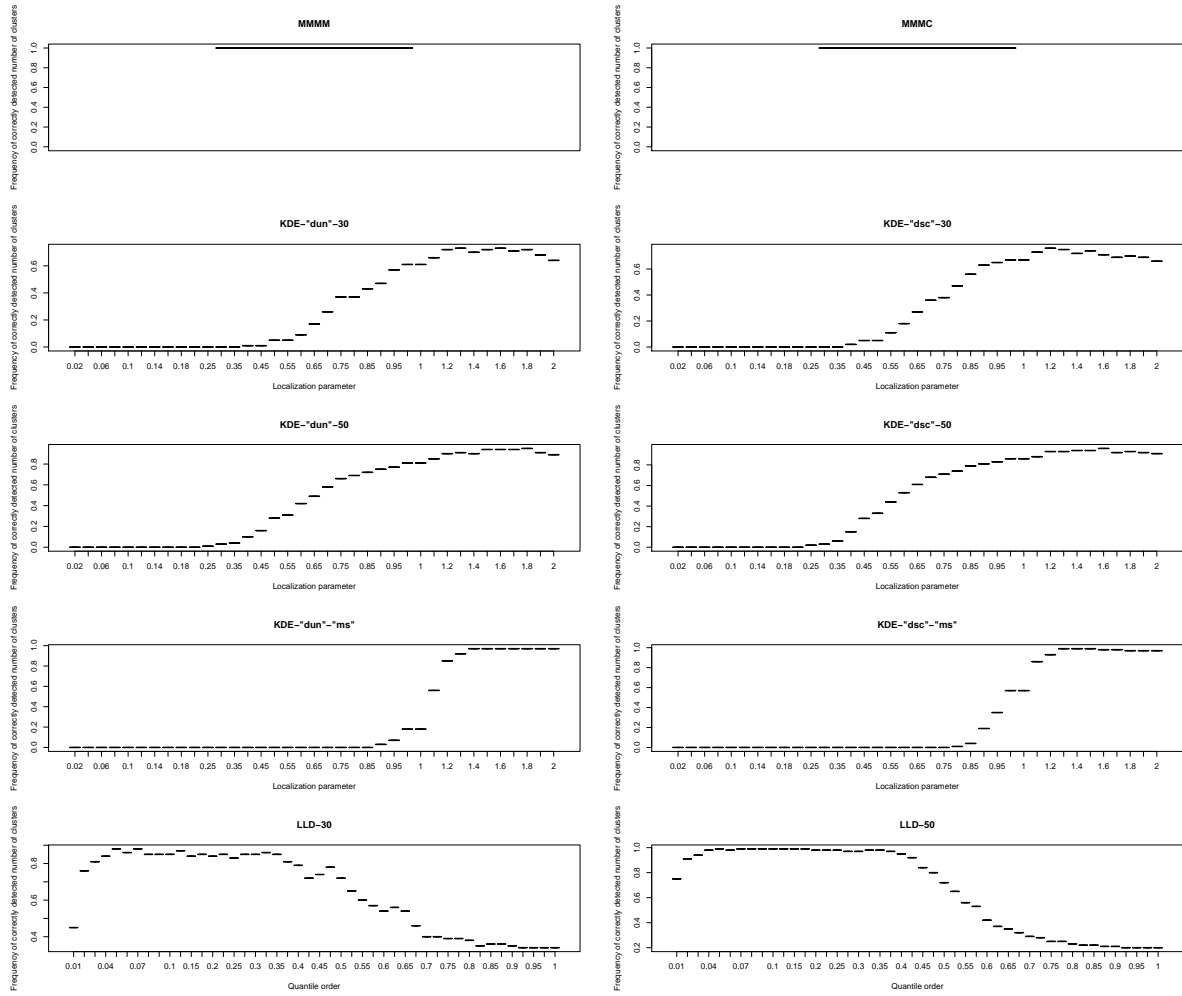 MMMM
Frequency of correctly detected number of clusters
0.0 0.2 0.4 0.6 0.8 1.0
MMMC
Frequency of correctly detected number of clusters
0.0 0.2 0.4 0.6 0.8 1.0
KDE−"dun"−30
Frequency of correctly detected number of clusters
0.0 0.2 0.4 0.6
0.02 0.06 0.1 0.14 0.18 0.25 0.35 0.45 0.55 0.65 0.75 0.85 0.95 1 1.2 1.4 1.6 1.8 2
Localization parameter
KDE−"dsc"−30
Frequency of correctly detected number of clusters
0.0 0.2 0.4 0.6
0.02 0.06 0.1 0.14 0.18 0.25 0.35 0.45 0.55 0.65 0.75 0.85 0.95 1 1.2 1.4 1.6 1.8 2
Localization parameter
KDE−"dun"−50
Frequency of correctly detected number of clusters
0.0 0.2 0.4 0.6 0.8
0.02 0.06 0.1 0.14 0.18 0.25 0.35 0.45 0.55 0.65 0.75 0.85 0.95 1 1.2 1.4 1.6 1.8 2
Localization parameter
KDE−"dsc"−50
Frequency of correctly detected number of clusters
0.0 0.2 0.4 0.6 0.8
0.02 0.06 0.1 0.14 0.18 0.25 0.35 0.45 0.55 0.65 0.75 0.85 0.95 1 1.2 1.4 1.6 1.8 2
Localization parameter
KDE−"dun"−"ms"
Frequency of correctly detected number of clusters
0.0 0.2 0.4 0.6 0.8 1.0
0.02 0.06 0.1 0.14 0.18 0.25 0.35 0.45 0.55 0.65 0.75 0.85 0.95 1 1.2 1.4 1.6 1.8 2
Localization parameter
KDE−"dsc"−"ms"
Frequency of correctly detected number of clusters
0.0 0.2 0.4 0.6 0.8 1.0
0.02 0.06 0.1 0.14 0.18 0.25 0.35 0.45 0.55 0.65 0.75 0.85 0.95 1 1.2 1.4 1.6 1.8 2
Localization parameter
LLD−30
Frequency of correctly detected number of clusters
0.4 0.6 0.8
0.01 0.04 0.07 0.1 0.15 0.2 0.25 0.3 0.35 0.4 0.45 0.5 0.55 0.6 0.65 0.7 0.75 0.8 0.85 0.9 0.95 1
Quantile order
LLD−50
Frequency of correctly detected number of clusters
0.2 0.4 0.6 0.8 1.0
0.01 0.04 0.07 0.1 0.15 0.2 0.25 0.3 0.35 0.4 0.45 0.5 0.55 0.6 0.65 0.7 0.75 0.8 0.85 0.9 0.95 1
Quantile order